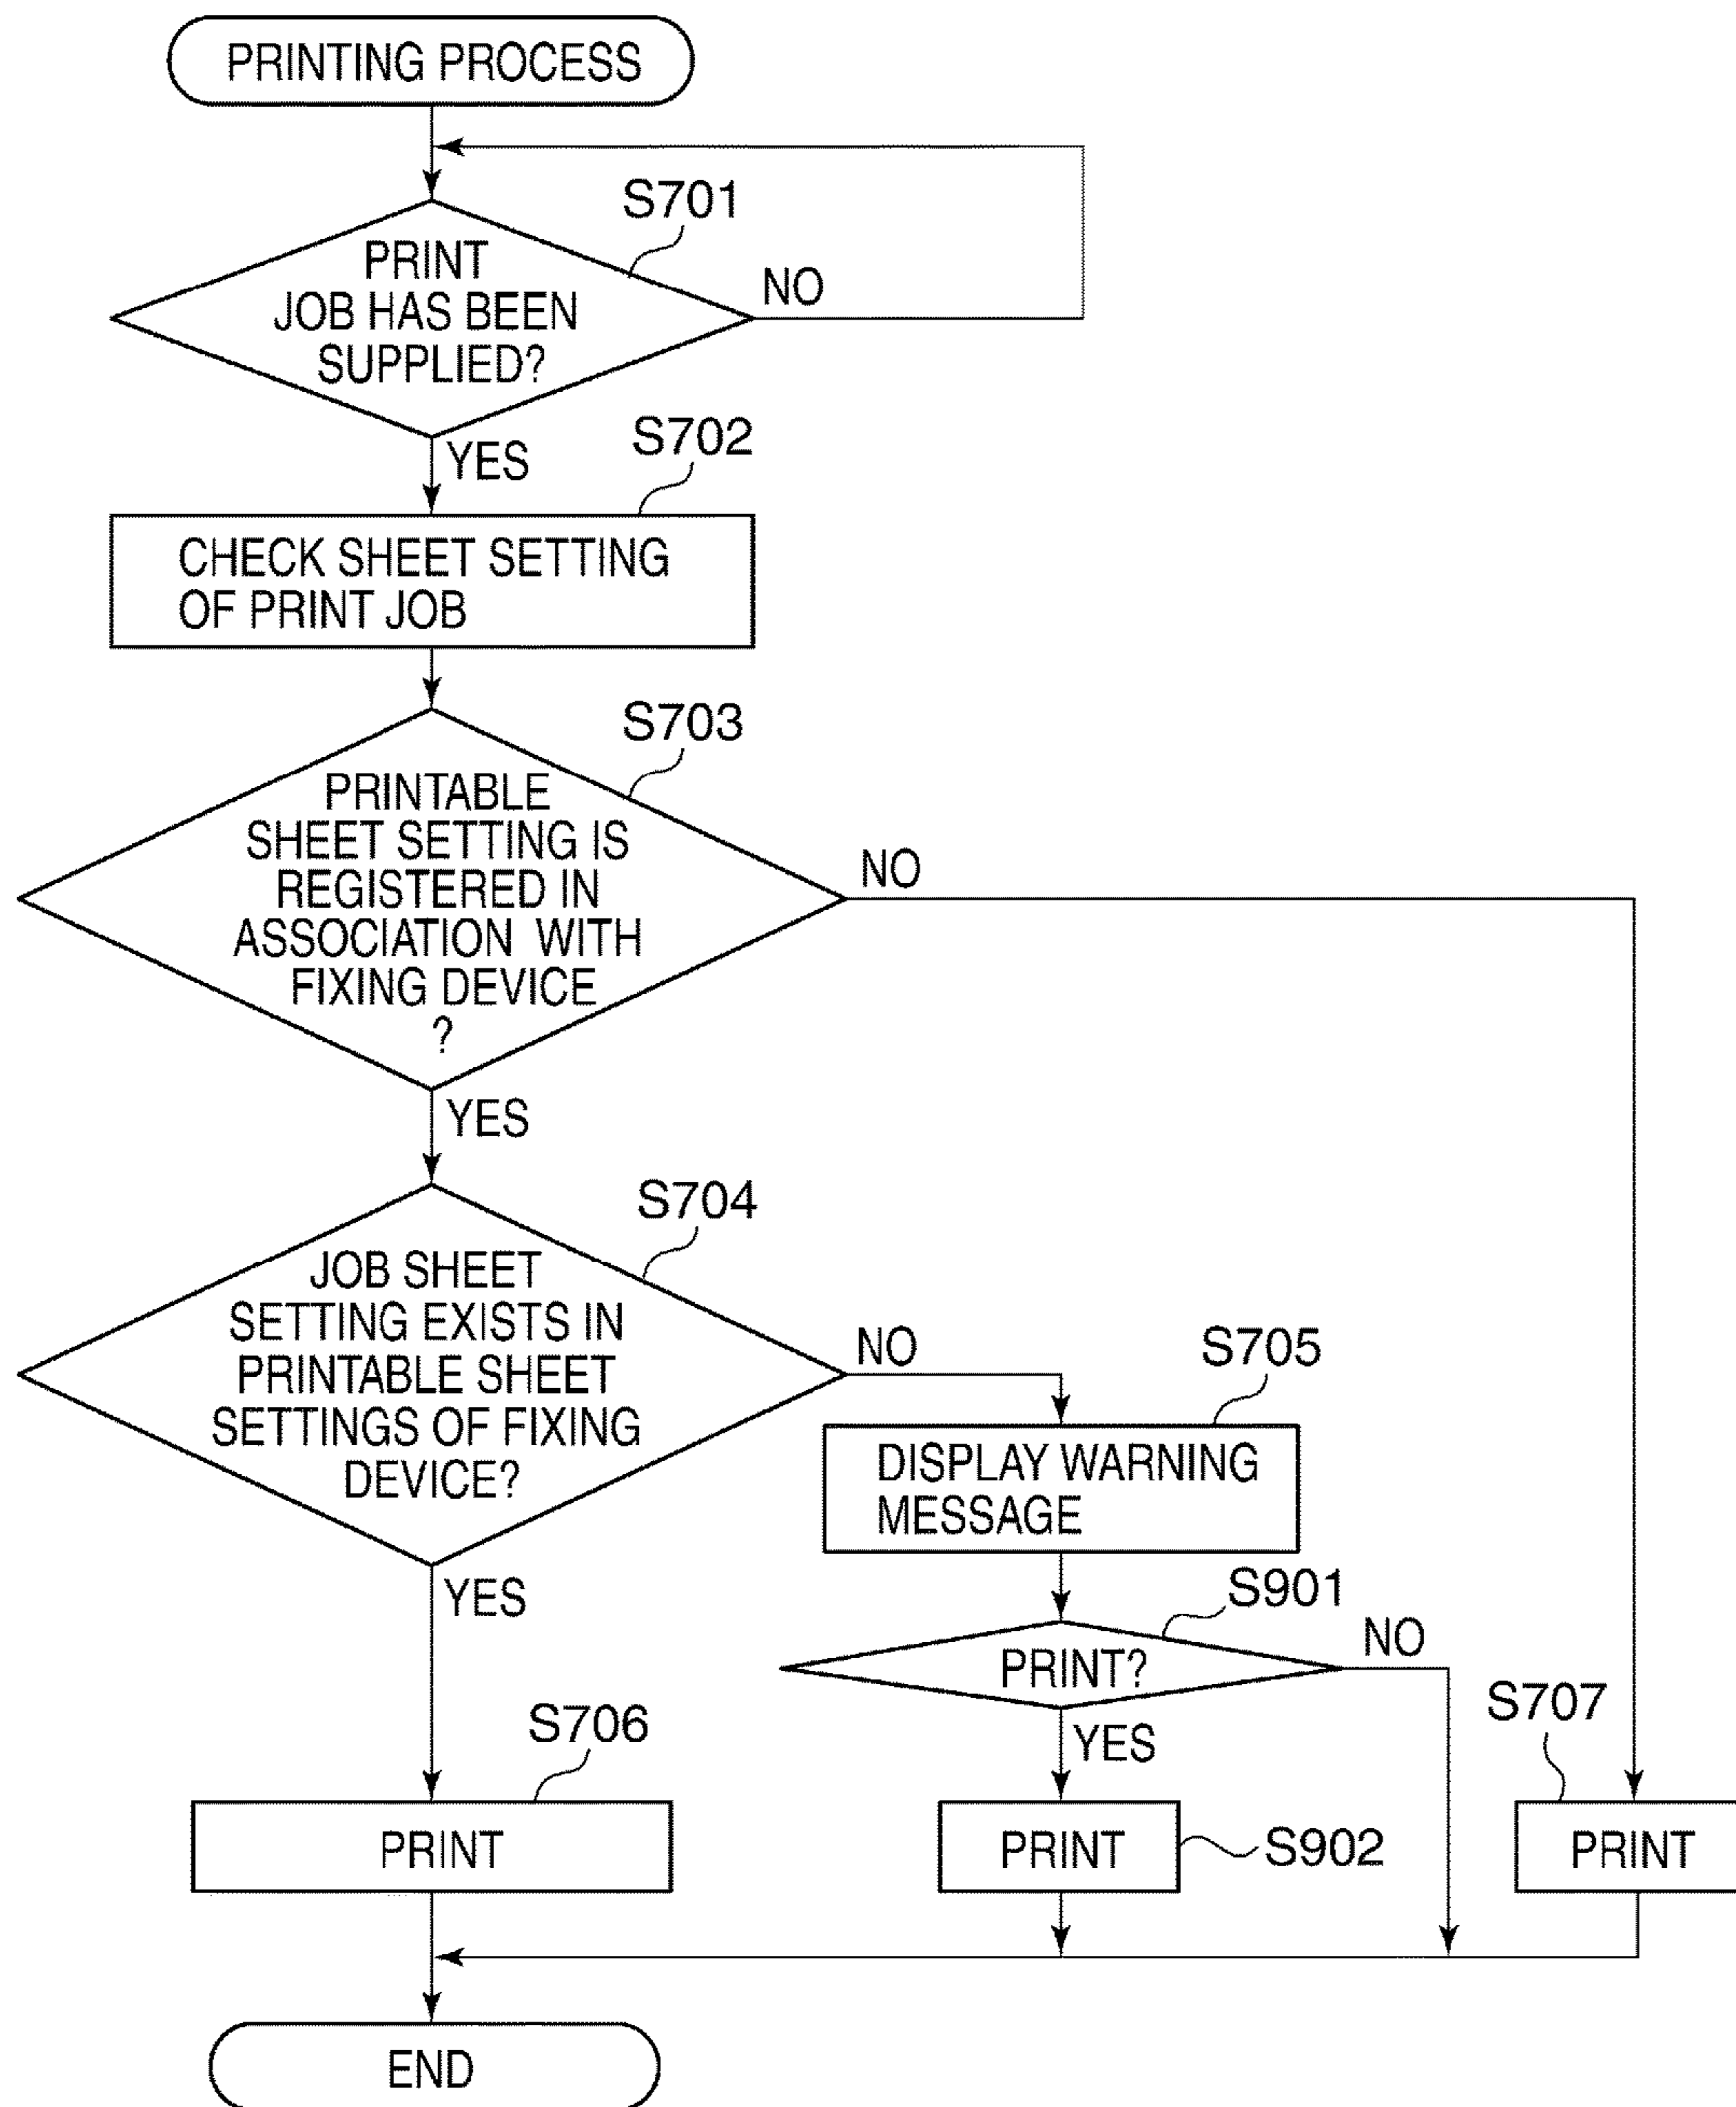 PRINTING PROCESS
S701
PRINT
JOB HAS BEEN
SUPPLIED?
NO
YES
S702
CHECK SHEET SETTING
OF PRINT JOB
S703
PRINTABLE
SHEET SETTING IS
REGISTERED IN
ASSOCIATION WITH
FIXING DEVICE
?
NO
YES
S704
JOB SHEET
SETTING EXISTS IN
PRINTABLE SHEET
SETTINGS OF FIXING
DEVICE?
NO
YES
S705
DISPLAY WARNING
MESSAGE
S901
PRINT?
NO
YES
S706
PRINT
PRINT
S902
S707
PRINT
END